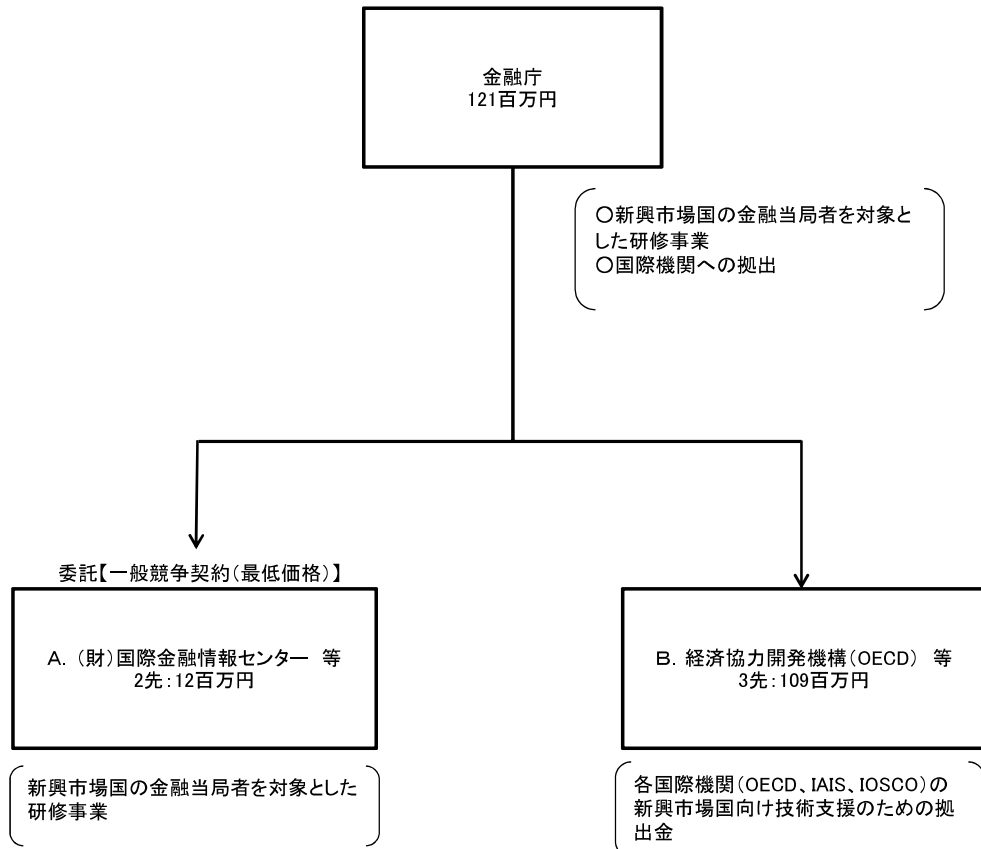 金融庁
121百万円
○新興市場国の金融当局者を対象と
した研修事業
○国際機関への拠出
委託【一般競争契約(最低価格)】
A. (財)国際金融情報センター 等
2先:12百万円
B. 経済協力開発機構(OECD) 等
3先:109百万円
新興市場国の金融当局者を対象とした
研修事業
各国際機関(OECD、IAIS、IOSCO)の
新興市場国向け技術支援のための拠
出金